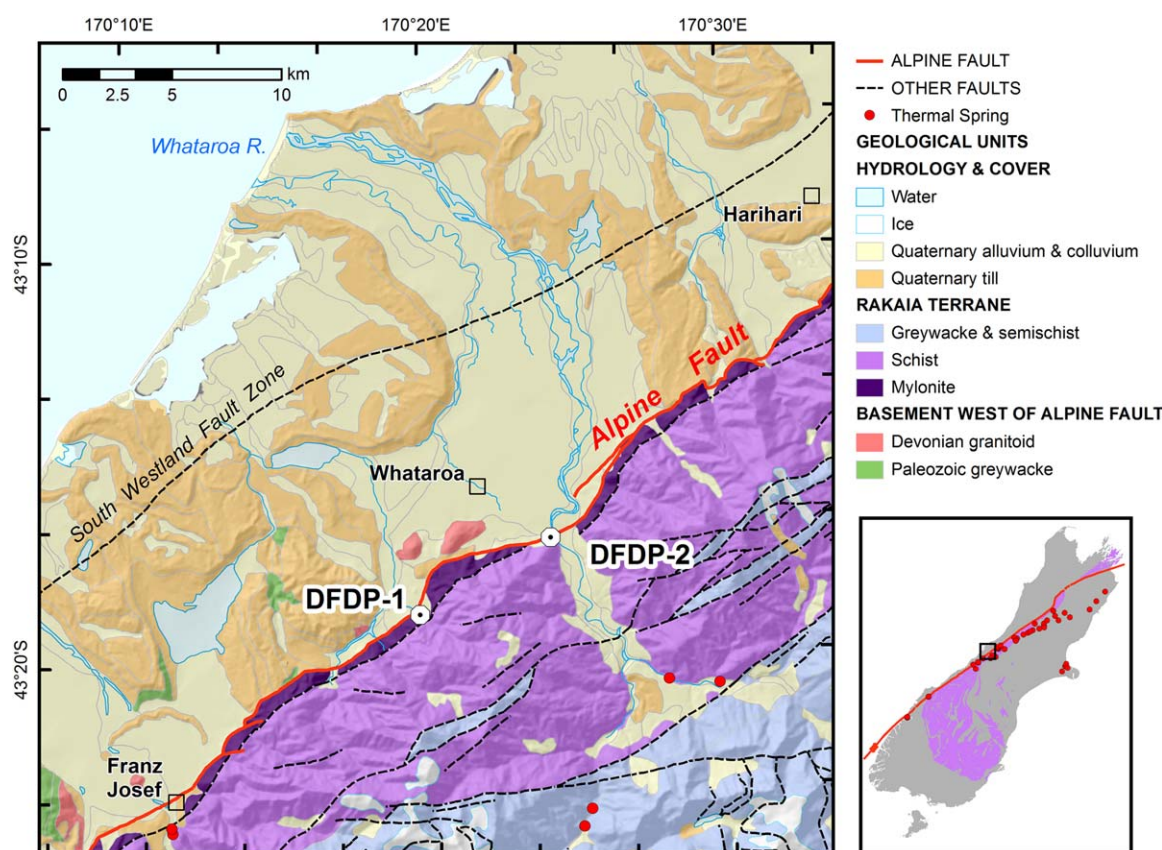 170°10'E 170°20'E 170°30'E
km
0 2.5 5 10
Whataroa R.
Harihari
43°10'S
Alpine Fault
South Westland Fault Zone
Whataroa
DFDP-2
DFDP-1
43°20'S
Franz
Josef
ALPINE FAULT
OTHER FAULTS
Thermal Spring
GEOLOGICAL UNITS
HYDROLOGY & COVER
Water
Ice
Quaternary alluvium & colluvium
Quaternary till
RAKAIA TERRANE
Greywacke & semischist
Schist
Mylonite
BASEMENT WEST OF ALPINE FAULT
Devonian granitoid
Paleozoic greywacke